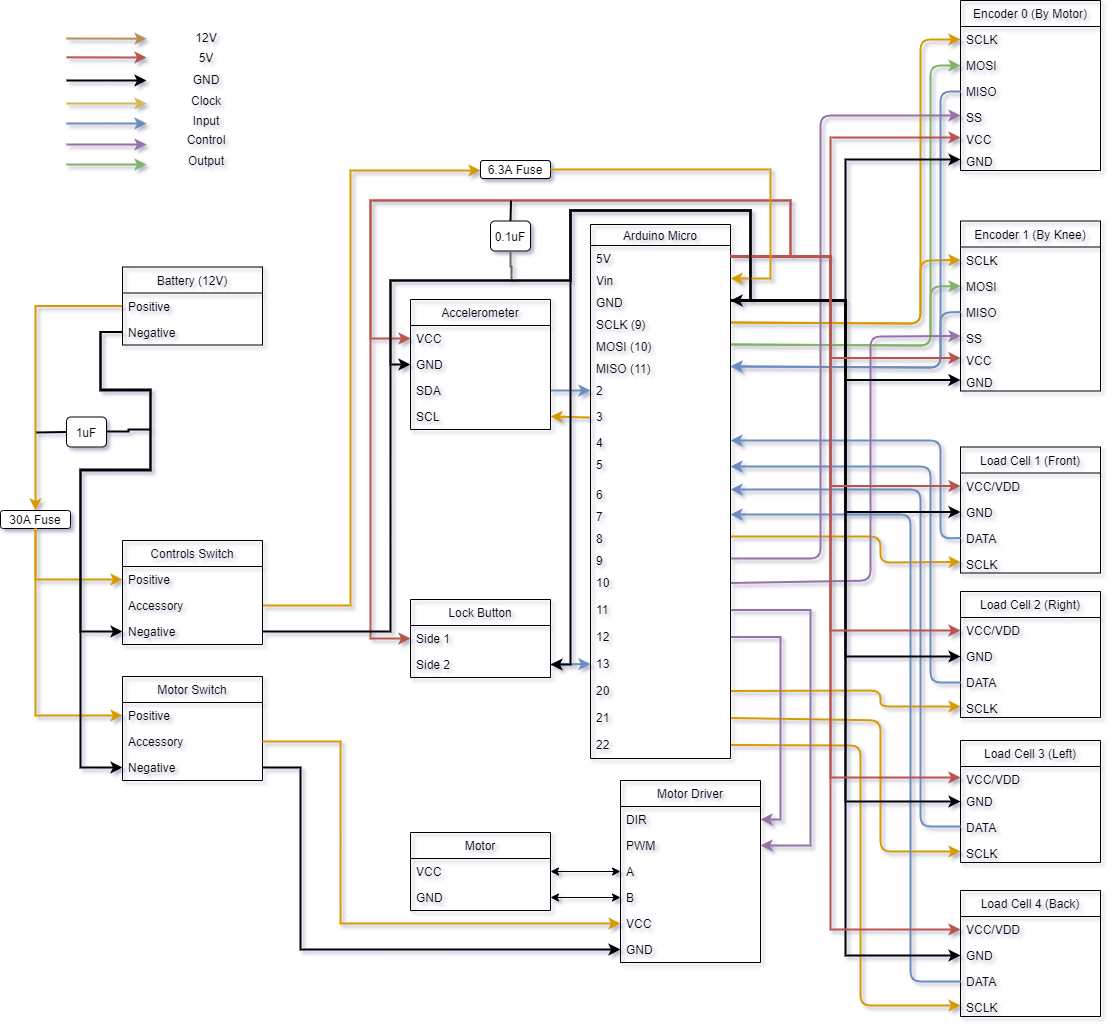 12V
5V
GND
Clock
Input
Control
Output
Battery (12V)
Positive
Negative
1uF
30A Fuse
Controls Switch
Positive
Accessory
Negative
Motor Switch
Positive
Accessory
Negative
6.3A Fuse
0.1uF
Accelerometer
VCC
GND
SDA
SCL
Lock Button
Side 1
Side 2
Motor
VCC
GND
Arduino Micro
5V
Vin
GND
SCLK (9)
MOSI (10)
MISO (11)
2
3
4
5
6
7
8
9
10
11
12
13
20
21
22
Motor Driver
DIR
PWM
A
B
VCC
GND
Encoder 0 (By Motor)
SCLK
MOSI
MISO
SS
VCC
GND
Encoder 1 (By Knee)
SCLK
MOSI
MISO
SS
VCC
GND
Load Cell 1 (Front)
VCC/VDD
GND
DATA
SCLK
Load Cell 2 (Right)
VCC/VDD
GND
DATA
SCLK
Load Cell 3 (Left)
VCC/VDD
GND
DATA
SCLK
Load Cell 4 (Back)
VCC/VDD
GND
DATA
SCLK